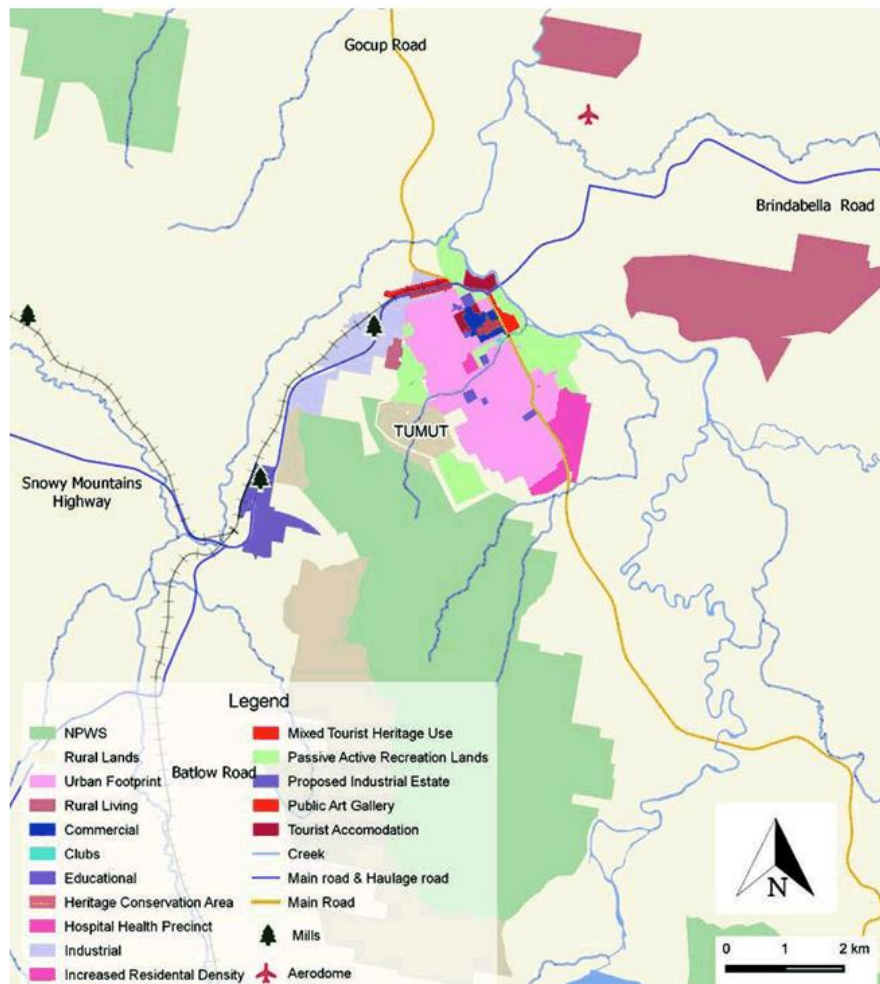 Gocup Road
Brindabella Road
TUMUT
Snowy Mountains
Highway
Batlow Road
Legend
NPWS
Rural Lands
Urban Footprint
Rural Living
Commercial
Clubs
Educational
Heritage Conservation Area
Hospital Health Precinct
Industrial
Increased Residental Density
Mixed Tourist Heritage Use
Passive Active Recreation Lands
Proposed Industrial Estate
Public Art Gallery
Tourist Accomodation
Creek
Main road & Haulage road
Main Road
Mills
Aerodome
N
0 1 2 km